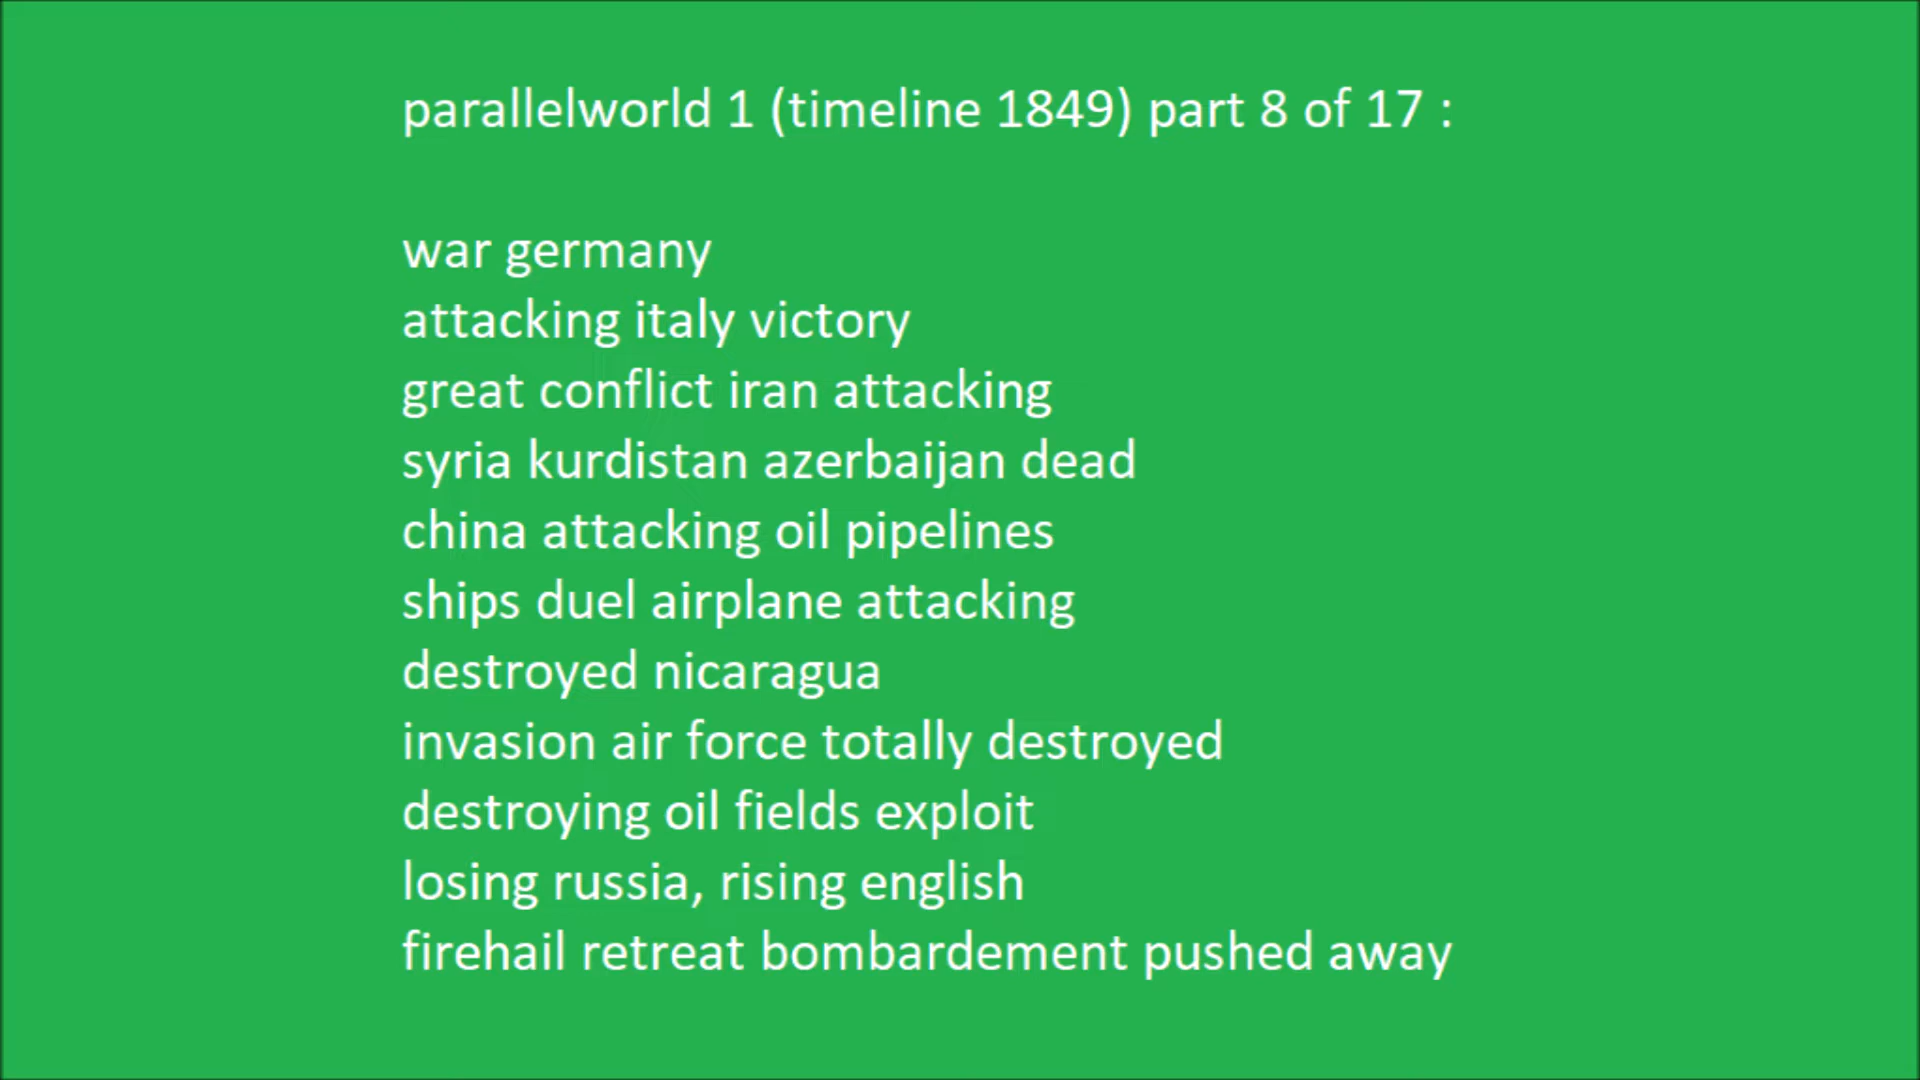 parallelworld 1 (timeline 1849) part 8 of 17 :
war germany
attacking italy victory
great conflict iran attacking
syria kurdistan azerbaijan dead
china attacking oil pipelines
ships duel airplane attacking
destroyed nicaragua
invasion air force totally destroyed
destroying oil fields exploit
losing russia, rising english
firehail retreat bombardement pushed away